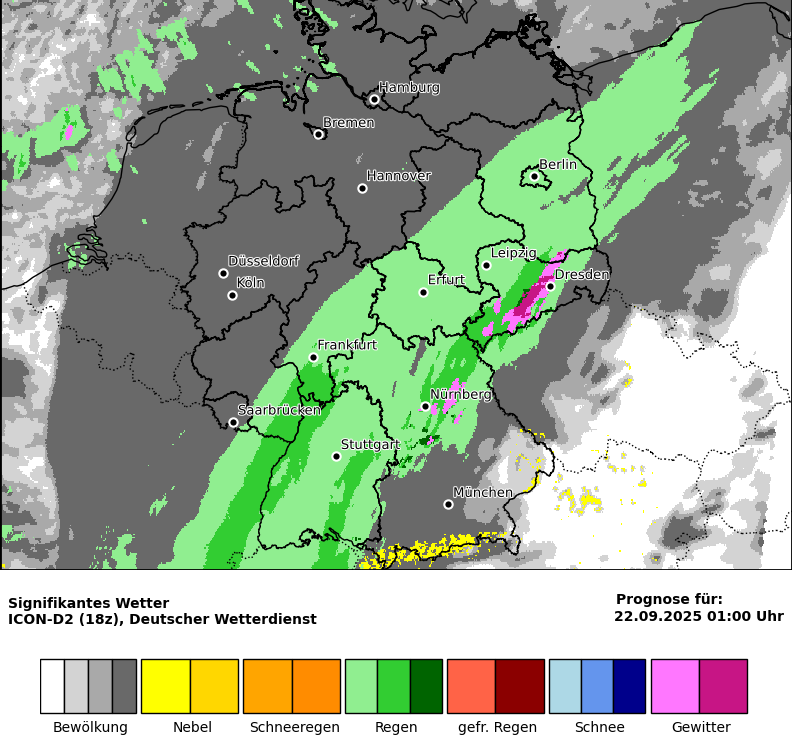 Hamburg
Bremen
Berlin
Hannover
Leipzig
Düsseldorf
Dresden
Köln
Erfurt
Frankfurt
Nürnberg
Saarbrücken
Stuttgart
München
Signifikantes Wetter
ICON-D2 (18z), Deutscher Wetterdienst
Prognose für:
22.09.2025 01:00 Uhr
Bewölkung
Nebel
Schneeregen
Regen
gefr. Regen
Schnee
Gewitter